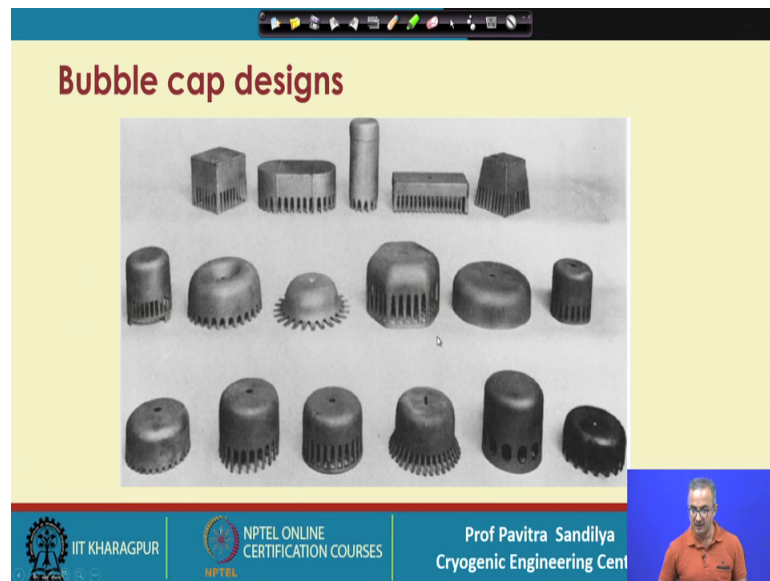 Bubble cap designs
IIT KHARAGPUR
NPTEL
NPTEL ONLINE
CERTIFICATION COURSES
Prof Pavitra Sandilya
Cryogenic Engineering Cent